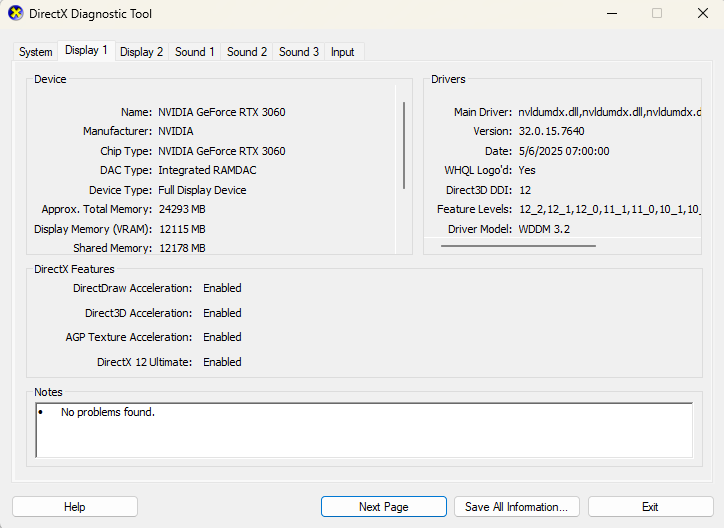 DirectX Diagnostic Tool
System Display 1 Display 2 Sound 1 Sound 2 Sound 3 Input
Device
Name: NVIDIA GeForce RTX 3060
Manufacturer: NVIDIA
Chip Type: NVIDIA GeForce RTX 3060
DAC Type: Integrated RAMDAC
Device Type: Full Display Device
Approx. Total Memory: 24293 MB
Display Memory (VRAM): 12115 MB
Shared Memory: 12178 MB
Drivers
Main Driver: nvldumdx.dll,nvldumdx.dll,nvldumdx.d
Version: 32.0.15.7640
Date: 5/6/2025 07:00:00
WHQL Logo'd: Yes
Direct3D DDI: 12
Feature Levels: 12_2,12_1,12_0,11_1,11_0,10_1,10_
Driver Model: WDDM 3.2
DirectX Features
DirectDraw Acceleration: Enabled
Direct3D Acceleration: Enabled
AGP Texture Acceleration: Enabled
DirectX 12 Ultimate: Enabled
Notes
• No problems found.
Help Next Page Save All Information... Exit